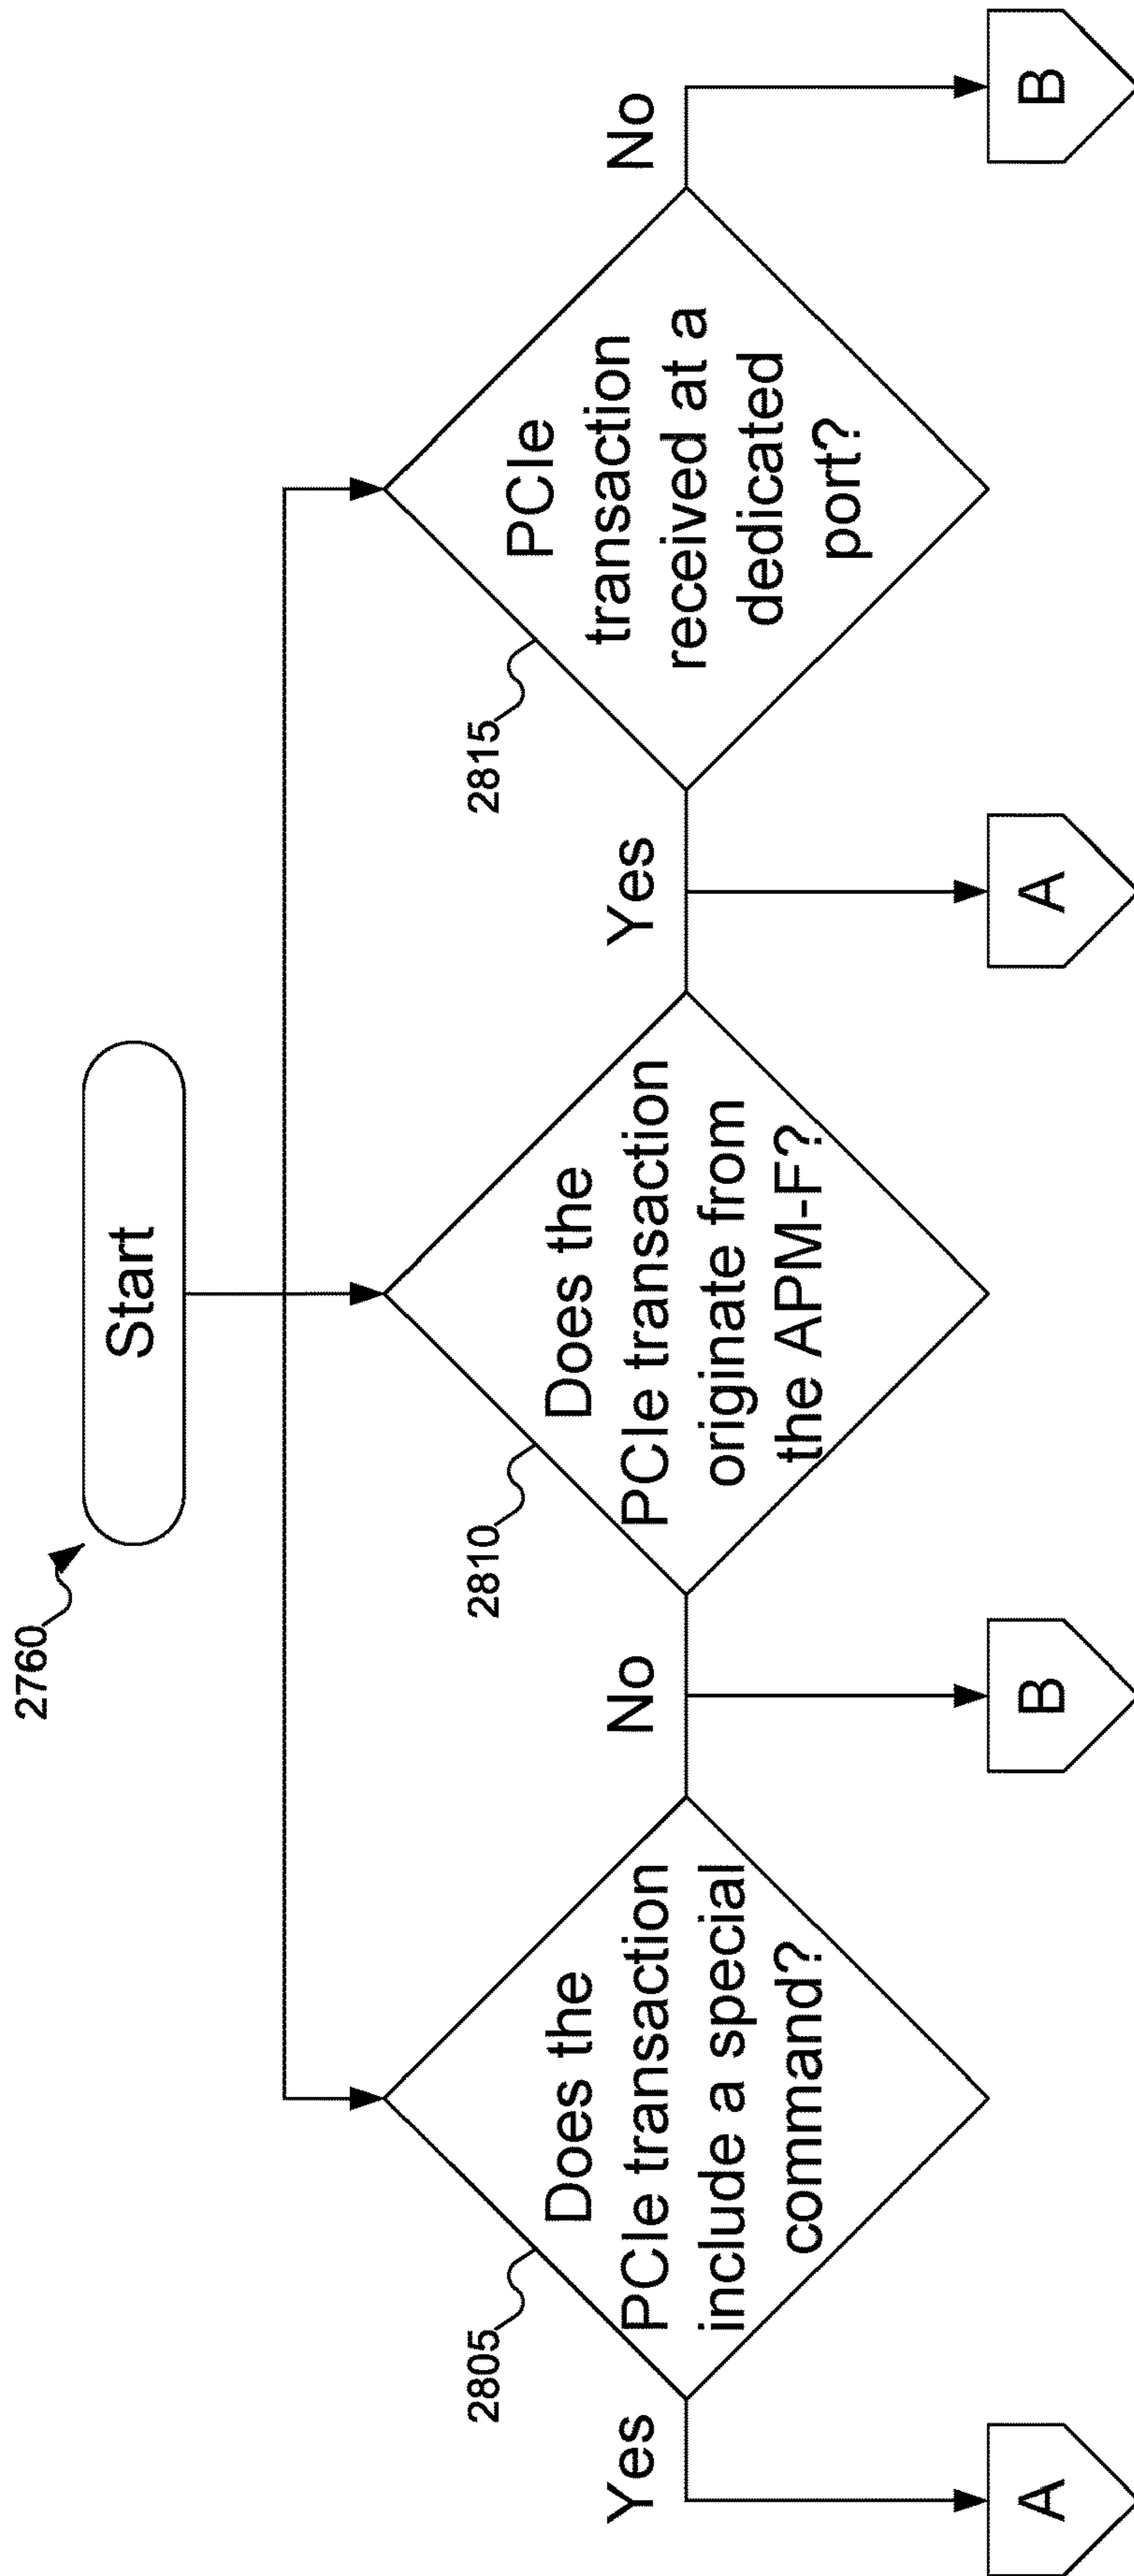 2760
Start
2805
Does the
PCIe transaction
include a special
command?
2810
Does the
PCIe transaction
originate from
the APM-F?
2815
PCIe
transaction
received at a
dedicated
port?
Yes
No
Yes
No
A
B
A
B